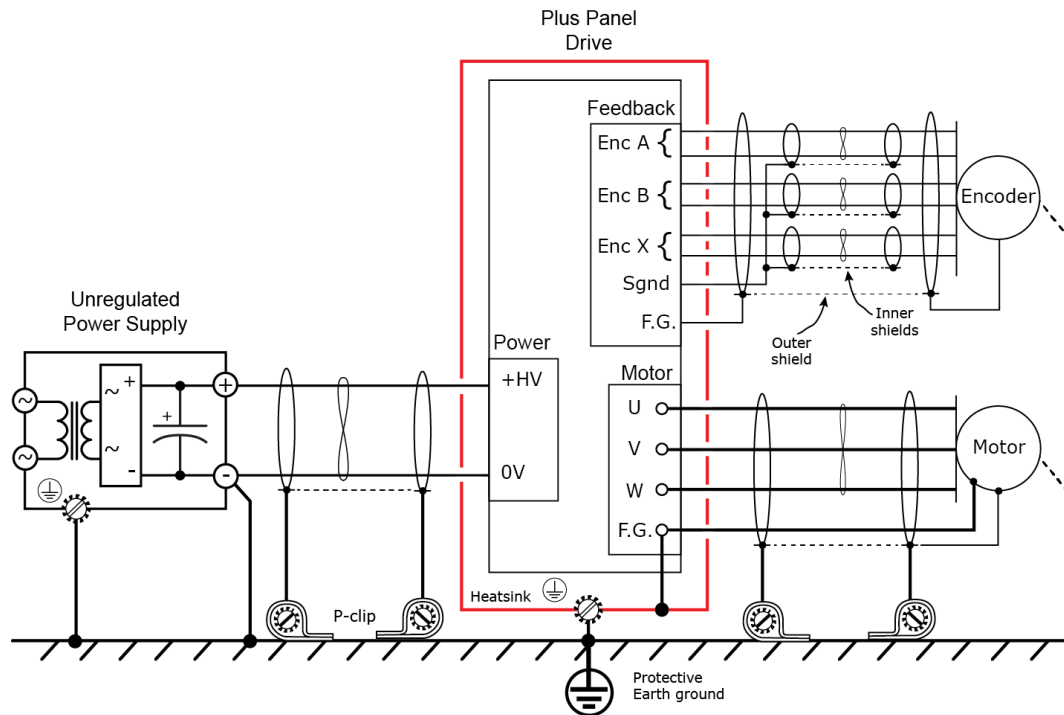 Plus Panel
Drive
Feedback
Enc A {
Enc B {
Encoder
Enc X {
Sgnd
Inner
shields
Outer
shield
F.G.
Unregulated
Power Supply
Power
+HV
0V
+
-
~
~
+
-
+
~
~
Motor
U
V
W
F.G.
Motor
Heatsink
P-clip
Protective
Earth ground